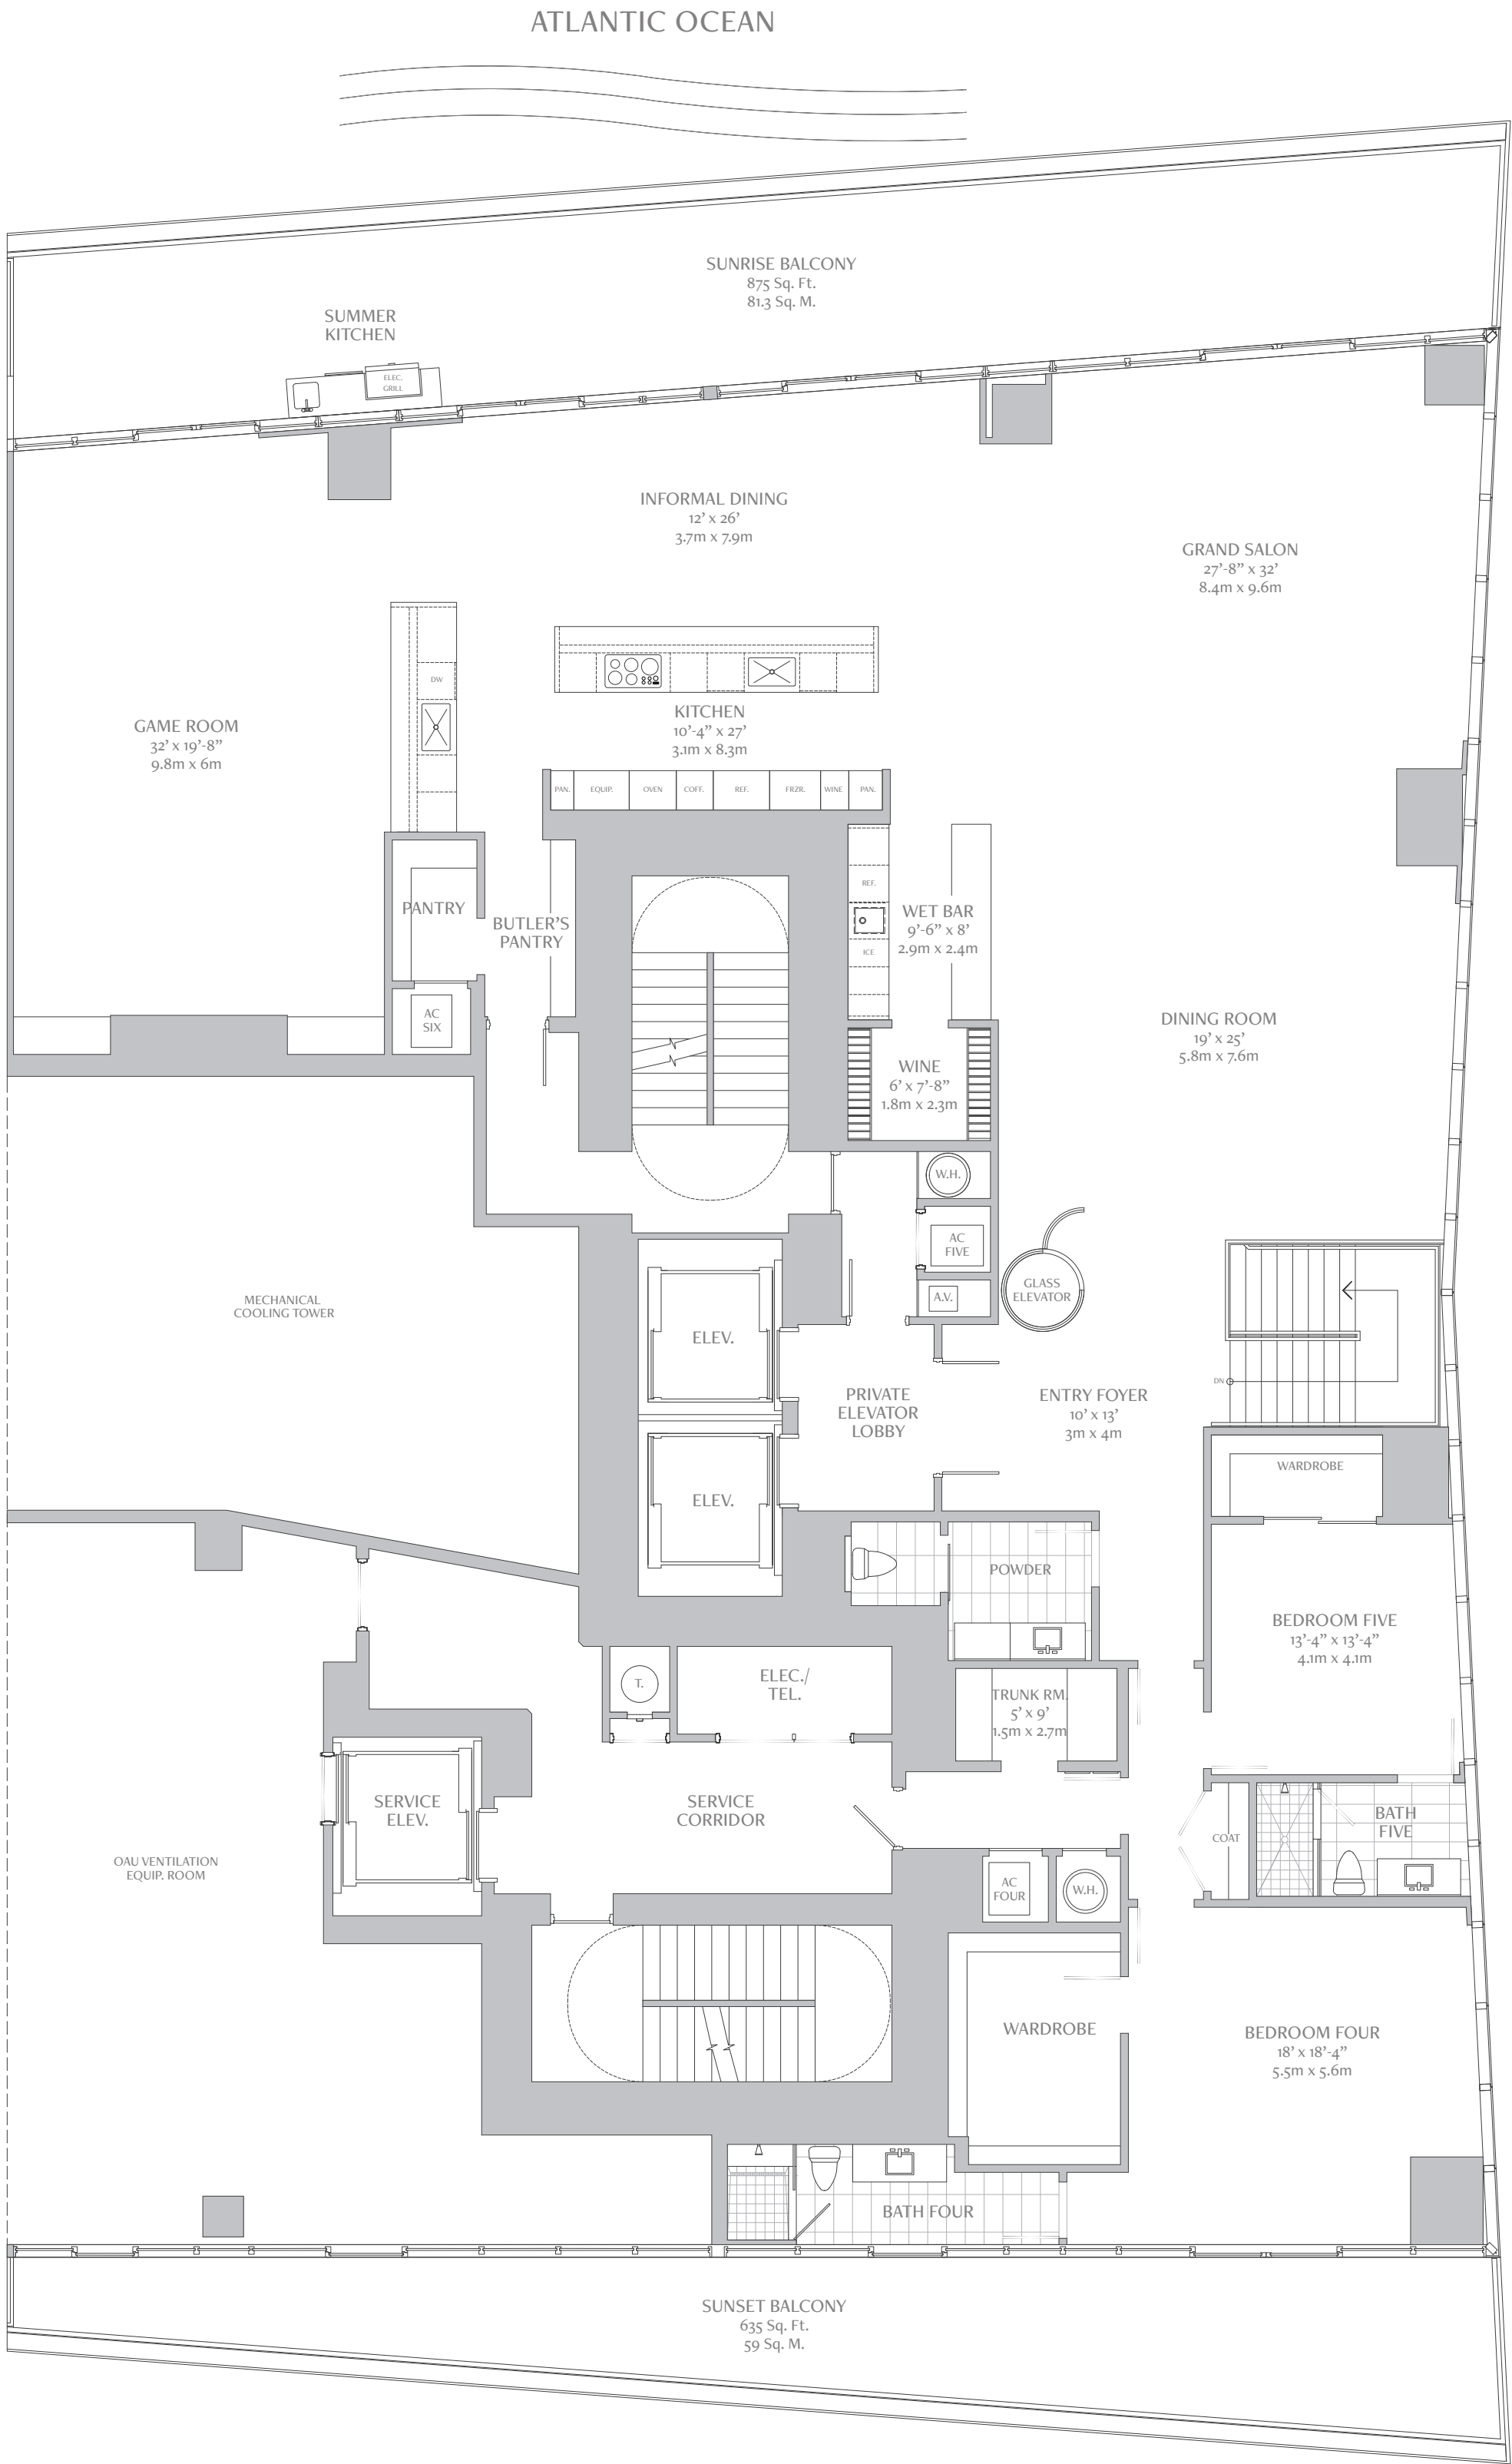 ATLANTIC OCEAN
SUNRISE BALCONY
875 Sq. Ft.
81.3 Sq. M.
SUMMER
KITCHEN
ELEC.
GRILL
INFORMAL DINING
12’ x 26’
3.7m x 7.9m
GRAND SALON
27’-8” x 32’
8.4m x 9.6m
DW
GAME ROOM
32’ x 19’-8”
9.8m x 6m
KITCHEN
10’-4” x 27’
3.1m x 8.3m
PAN.
EQUIP.
OVEN
COFF.
REF.
FRZR.
WINE
PAN.
REF.
ICE
PANTRY
BUTLER’S
PANTRY
WET BAR
9’-6” x 8’
2.9m x 2.4m
AC
SIX
DINING ROOM
19’ x 25’
5.8m x 7.6m
WINE
6’ x 7’-8”
1.8m x 2.3m
W.H.
AC
FIVE
A.V.
GLASS
ELEVATOR
MECHANICAL
COOLING TOWER
ELEV.
DN
PRIVATE
ELEVATOR
LOBBY
ENTRY FOYER
10’ x 13’
3m x 4m
WARDROBE
ELEV.
POWDER
BEDROOM FIVE
13’-4” x 13’-4”
4.1m x 4.1m
T.
ELEC./
TEL.
TRUNK RM.
5’ x 9’
1.5m x 2.7m
SERVICE
ELEV.
SERVICE
CORRIDOR
COAT
BATH
FIVE
OAU VENTILATION
EQUIP. ROOM
AC
FOUR
W.H.
WARDROBE
BEDROOM FOUR
18’ x 18’-4”
5.5m x 5.6m
BATH FOUR
SUNSET BALCONY
635 Sq. Ft.
59 Sq. M.